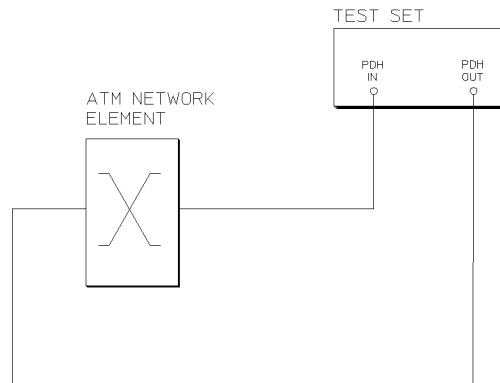 TEST SET
PDH
IN
PDH
OUT
ATM NETWORK
ELEMENT